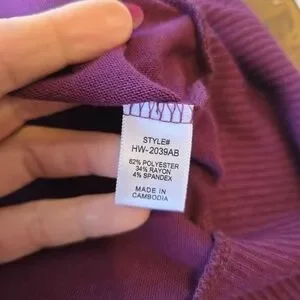 STYLE#
HW-2039AB
62% POLYESTER
34% RAYON
4% SPANDEX
MADE IN
CAMBODIA